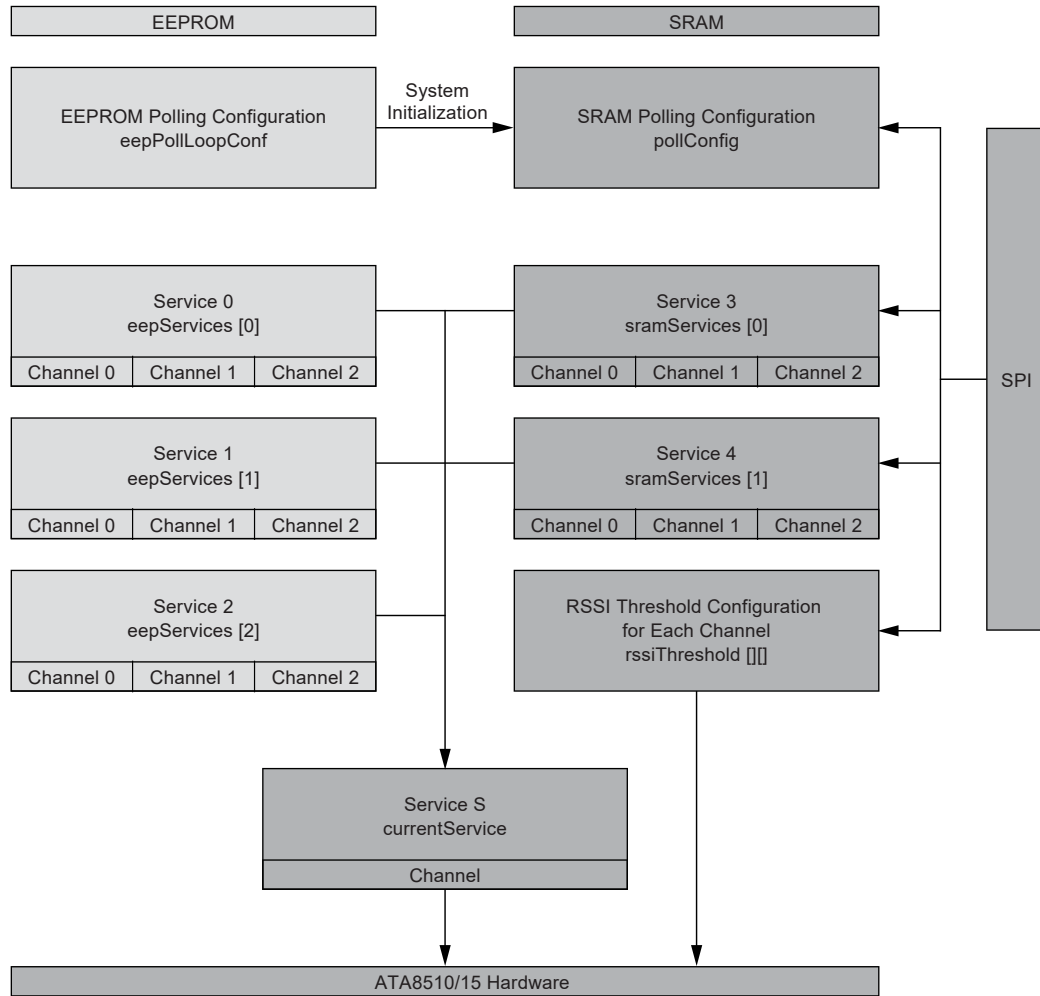 EEPROM
SRAM
EEPROM Polling Configuration
eepPollLoopConf
System
Initialization
SRAM Polling Configuration
pollConfig
Service 0
eepServices [0]
Channel 0
Channel 1
Channel 2
Service 3
sramServices [0]
Channel 0
Channel 1
Channel 2
SPI
Service 1
eepServices [1]
Channel 0
Channel 1
Channel 2
Service 4
sramServices [1]
Channel 0
Channel 1
Channel 2
Service 2
eepServices [2]
Channel 0
Channel 1
Channel 2
RSSI Threshold Configuration
for Each Channel
rssiThreshold [][]
Service S
currentService
Channel
ATA8510/15 Hardware